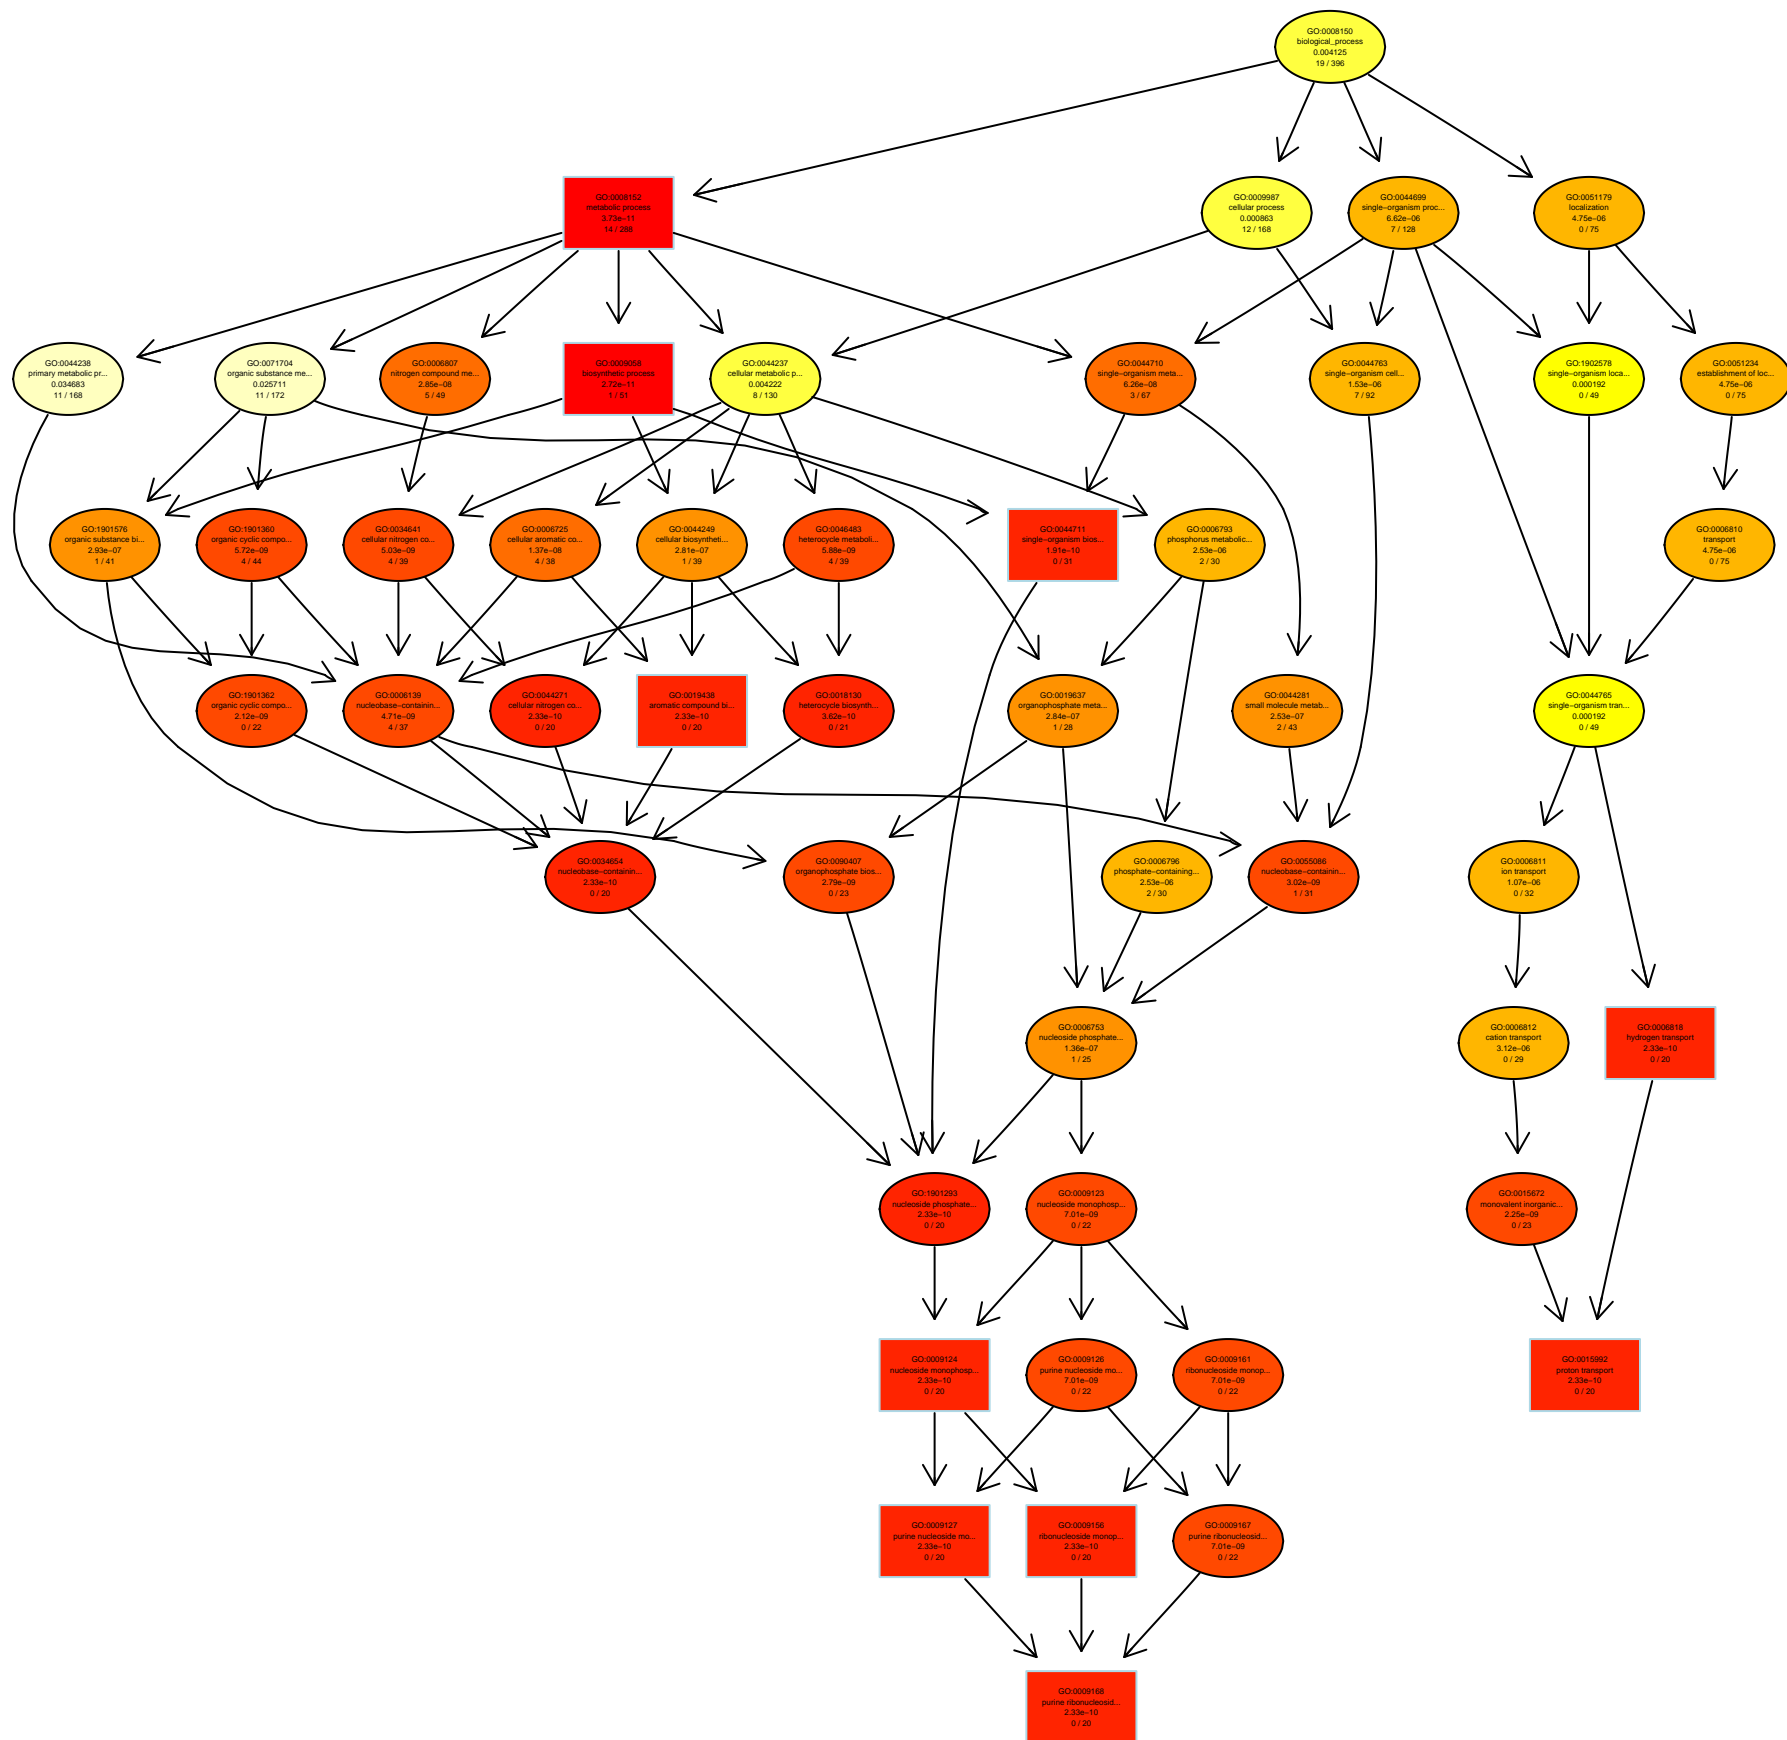 GO:0008150
biological_process
0.004125
19 / 396
GO:0008152
metabolic process
3.73e−11
14 / 288
GO:0009987
cellular process
0.000863
12 / 168
GO:0044699
single−organism proc...
6.62e−06
7 / 128
GO:0051179
localization
4.75e−06
0 / 75
GO:0044238
primary metabolic pr...
0.034683
11 / 168
GO:0071704
organic substance me...
0.025711
11 / 172
GO:0006807
nitrogen compound me...
2.85e−08
5 / 49
GO:0009058
biosynthetic process
2.72e−11
1 / 51
GO:0044237
cellular metabolic p...
0.004222
8 / 130
GO:0044710
single−organism meta...
6.26e−08
3 / 67
GO:0044763
single−organism cell...
1.53e−06
7 / 92
GO:1902578
single−organism loca...
0.000192
0 / 49
GO:0051234
establishment of loc...
4.75e−06
0 / 75
GO:1901576
organic substance bi...
2.93e−07
1 / 41
GO:1901360
organic cyclic compo...
5.72e−09
4 / 44
GO:0034641
cellular nitrogen co...
5.03e−09
4 / 39
GO:0006725
cellular aromatic co...
1.37e−08
4 / 38
GO:0044249
cellular biosyntheti...
2.81e−07
1 / 39
GO:0046483
heterocycle metaboli...
5.88e−09
4 / 39
GO:0044711
single−organism bios...
1.91e−10
0 / 31
GO:0006793
phosphorus metabolic...
2.53e−06
2 / 30
GO:0006810
transport
4.75e−06
0 / 75
GO:1901362
organic cyclic compo...
2.12e−09
0 / 22
GO:0006139
nucleobase−containin...
4.71e−09
4 / 37
GO:0044271
cellular nitrogen co...
2.33e−10
0 / 20
GO:0019438
aromatic compound bi...
2.33e−10
0 / 20
GO:0018130
heterocycle biosynth...
3.62e−10
0 / 21
GO:0019637
organophosphate meta...
2.84e−07
1 / 28
GO:0044281
small molecule metab...
2.53e−07
2 / 43
GO:0044765
single−organism tran...
0.000192
0 / 49
GO:0034654
nucleobase−containin...
2.33e−10
0 / 20
GO:0090407
organophosphate bios...
2.79e−09
0 / 23
GO:0006796
phosphate−containing...
2.53e−06
2 / 30
GO:0055086
nucleobase−containin...
3.02e−09
1 / 31
GO:0006811
ion transport
1.07e−06
0 / 32
GO:0006753
nucleoside phosphate...
1.36e−07
1 / 25
GO:0006812
cation transport
3.12e−06
0 / 29
GO:0006818
hydrogen transport
2.33e−10
0 / 20
GO:1901293
nucleoside phosphate...
2.33e−10
0 / 20
GO:0009123
nucleoside monophosp...
7.01e−09
0 / 22
GO:0015672
monovalent inorganic...
2.25e−09
0 / 23
GO:0009124
nucleoside monophosp...
2.33e−10
0 / 20
GO:0009126
purine nucleoside mo...
7.01e−09
0 / 22
GO:0009161
ribonucleoside monop...
7.01e−09
0 / 22
GO:0015992
proton transport
2.33e−10
0 / 20
GO:0009127
purine nucleoside mo...
2.33e−10
0 / 20
GO:0009156
ribonucleoside monop...
2.33e−10
0 / 20
GO:0009167
purine ribonucleosid...
7.01e−09
0 / 22
GO:0009168
purine ribonucleosid...
2.33e−10
0 / 20